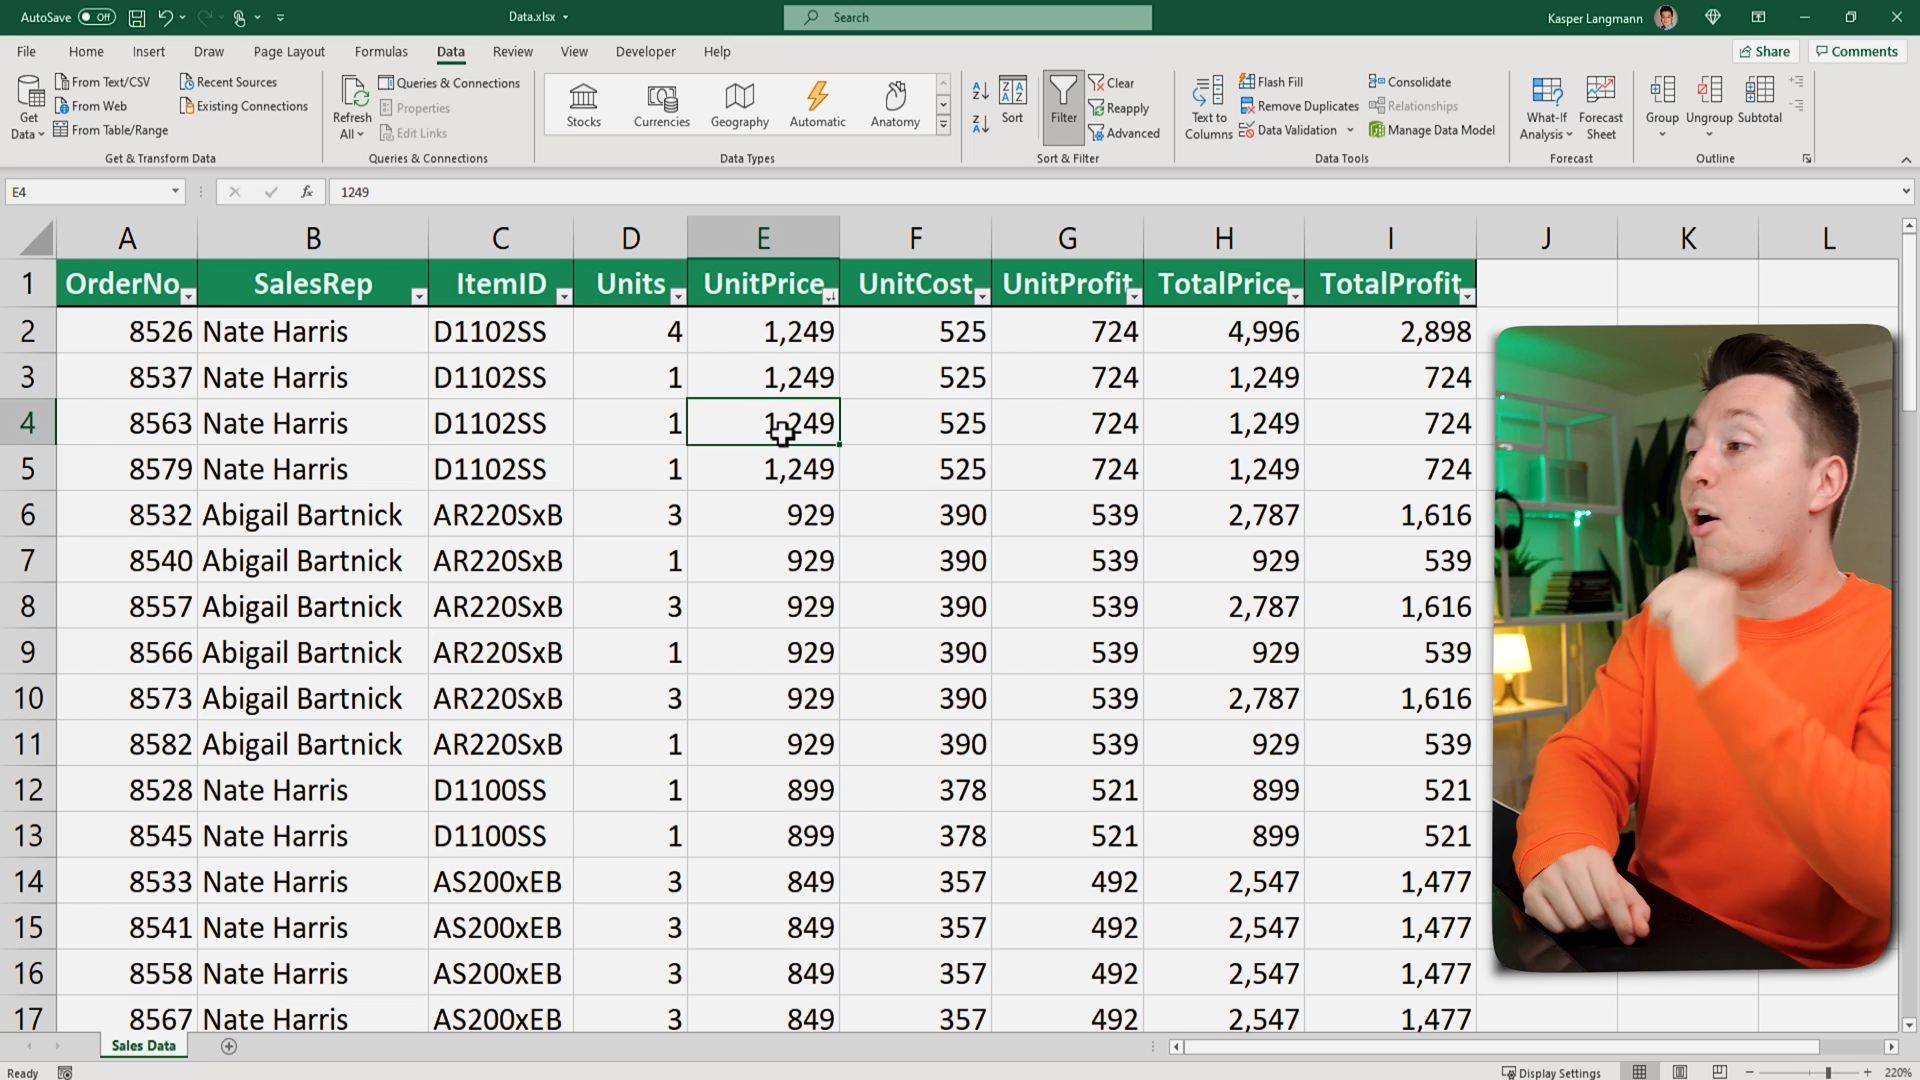 AutoSave Off Data.xlsx Search Kasper Langmann
File Home Insert Draw Page Layout Formulas Data Review View Developer Help Share Comments
Get Data
From Text/CSV
From Web
From Table/Range
Recent Sources
Existing Connections
Get & Transform Data
Refresh All
Queries & Connections
Properties
Edit Links
Queries & Connections
Stocks Currencies Geography Automatic Anatomy
Data Types
Sort
Filter
Clear
Reapply
Advanced
Sort & Filter
Text to Columns
Flash Fill
Remove Duplicates
Data Validation
Consolidate
Relationships
Manage Data Model
Data Tools
What-If Analysis
Forecast Sheet
Forecast
Group Ungroup Subtotal
Outline
E4 fx 1249
A B C D E F G H I J K L
1 OrderNo SalesRep ItemID Units UnitPrice UnitCost UnitProfit TotalPrice TotalProfit
2 8526 Nate Harris D1102SS 4 1,249 525 724 4,996 2,898
3 8537 Nate Harris D1102SS 1 1,249 525 724 1,249 724
4 8563 Nate Harris D1102SS 1 1,249 525 724 1,249 724
5 8579 Nate Harris D1102SS 1 1,249 525 724 1,249 724
6 8532 Abigail Bartnick AR220SxB 3 929 390 539 2,787 1,616
7 8540 Abigail Bartnick AR220SxB 1 929 390 539 929 539
8 8557 Abigail Bartnick AR220SxB 3 929 390 539 2,787 1,616
9 8566 Abigail Bartnick AR220SxB 1 929 390 539 929 539
10 8573 Abigail Bartnick AR220SxB 3 929 390 539 2,787 1,616
11 8582 Abigail Bartnick AR220SxB 1 929 390 539 929 539
12 8528 Nate Harris D1100SS 1 899 378 521 899 521
13 8545 Nate Harris D1100SS 1 899 378 521 899 521
14 8533 Nate Harris AS200xEB 3 849 357 492 2,547 1,477
15 8541 Nate Harris AS200xEB 3 849 357 492 2,547 1,477
16 8558 Nate Harris AS200xEB 3 849 357 492 2,547 1,477
17 8567 Nate Harris AS200xEB 3 849 357 492 2,547 1,477
Sales Data
Ready Display Settings 220%